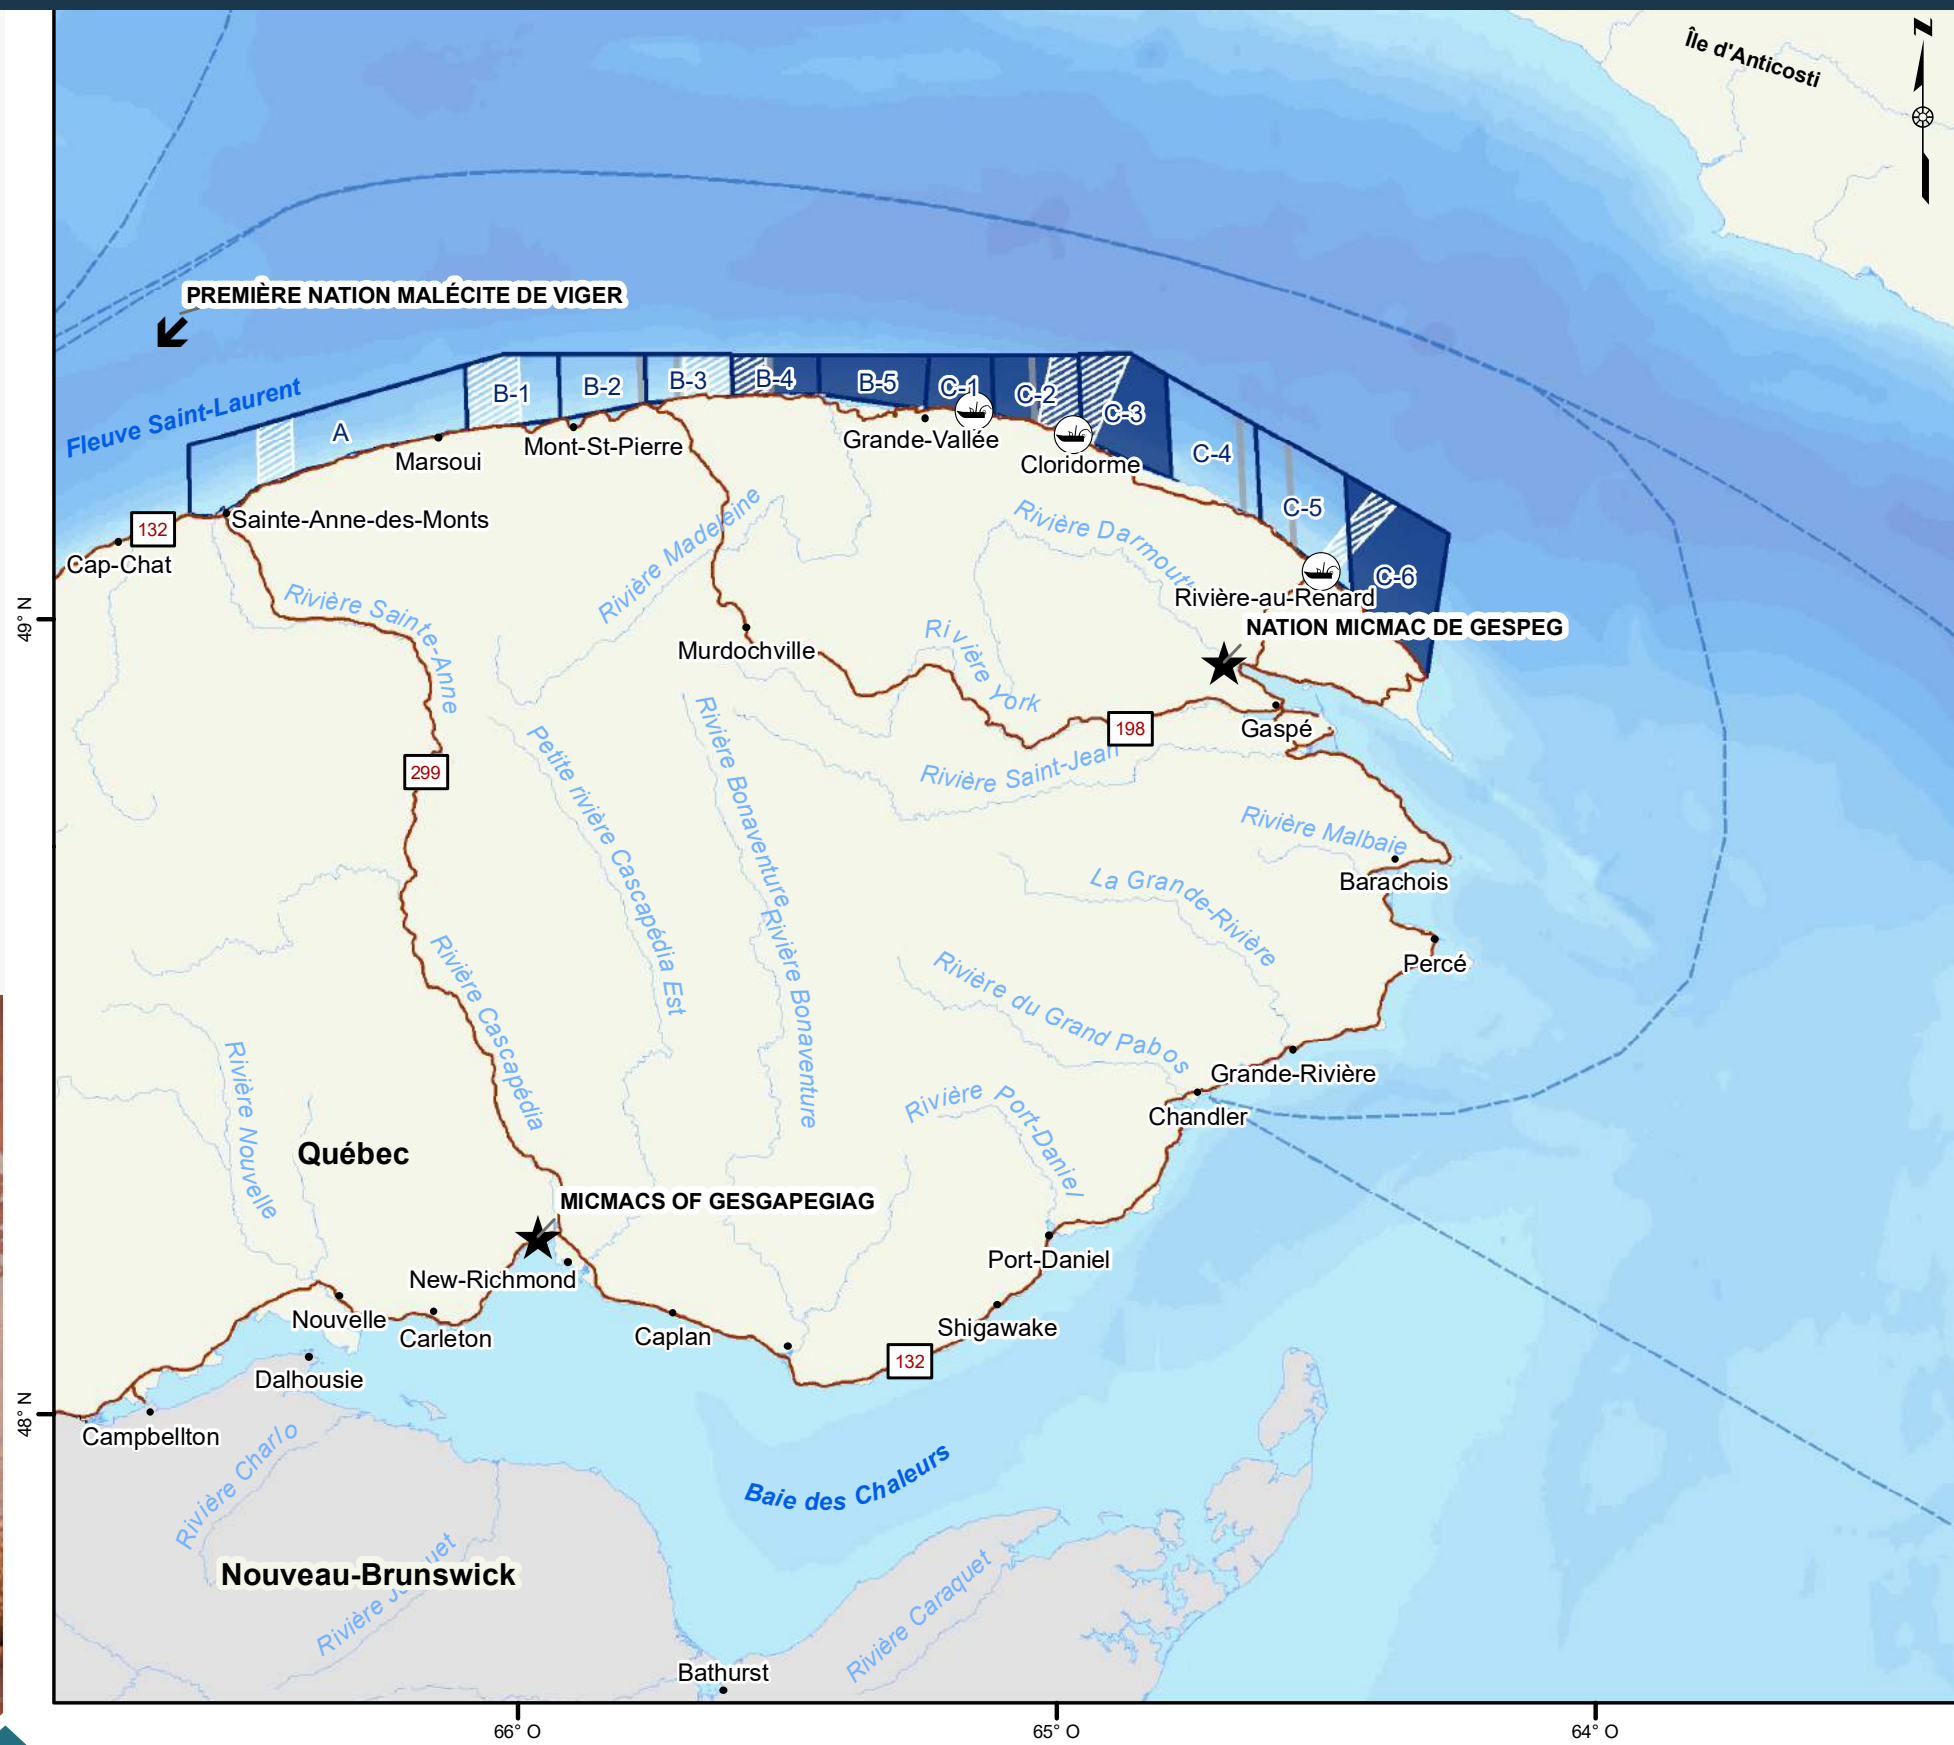 Île d'Anticosti
N
PREMIÈRE NATION MALÉCITE DE VIGER
Fleuve Saint-Laurent
A
B-1
B-2
B-3
B-4
B-5
C-1
C-2
C-3
C-4
C-5
C-6
Marsoui
Mont-St-Pierre
Grande-Vallée
Cloridorme
Sainte-Anne-des-Monts
132
Cap-Chat
Rivière Madeleine
Rivière Darmouth
Rivière Sainte-Anne
Rivière-au-Renard
NATION MICMAC DE GESPEG
49° N
Murdochville
Rivière York
198
Gaspé
299
Petite rivière Cascapédia Est
Rivière Bonaventure
Rivière Saint-Jean
Rivière Malbaie
Barachois
La Grande-Rivière
Percé
Rivière Cascapédia
Rivière Bonaventure
Rivière du Grand Pabos
Grande-Rivière
Chandler
Rivière Nouvelle
Rivière Port-Daniel
Québec
MICMACS OF GESGAPEGIAG
Port-Daniel
New-Richmond
Nouvelle
Carleton
Caplan
Shigawake
132
Dalhousie
48° N
Campbellton
Rivière Charlo
Baie des Chaleurs
Nouveau-Brunswick
Rivière Caraquet
Bathurst
66° O
65° O
64° O